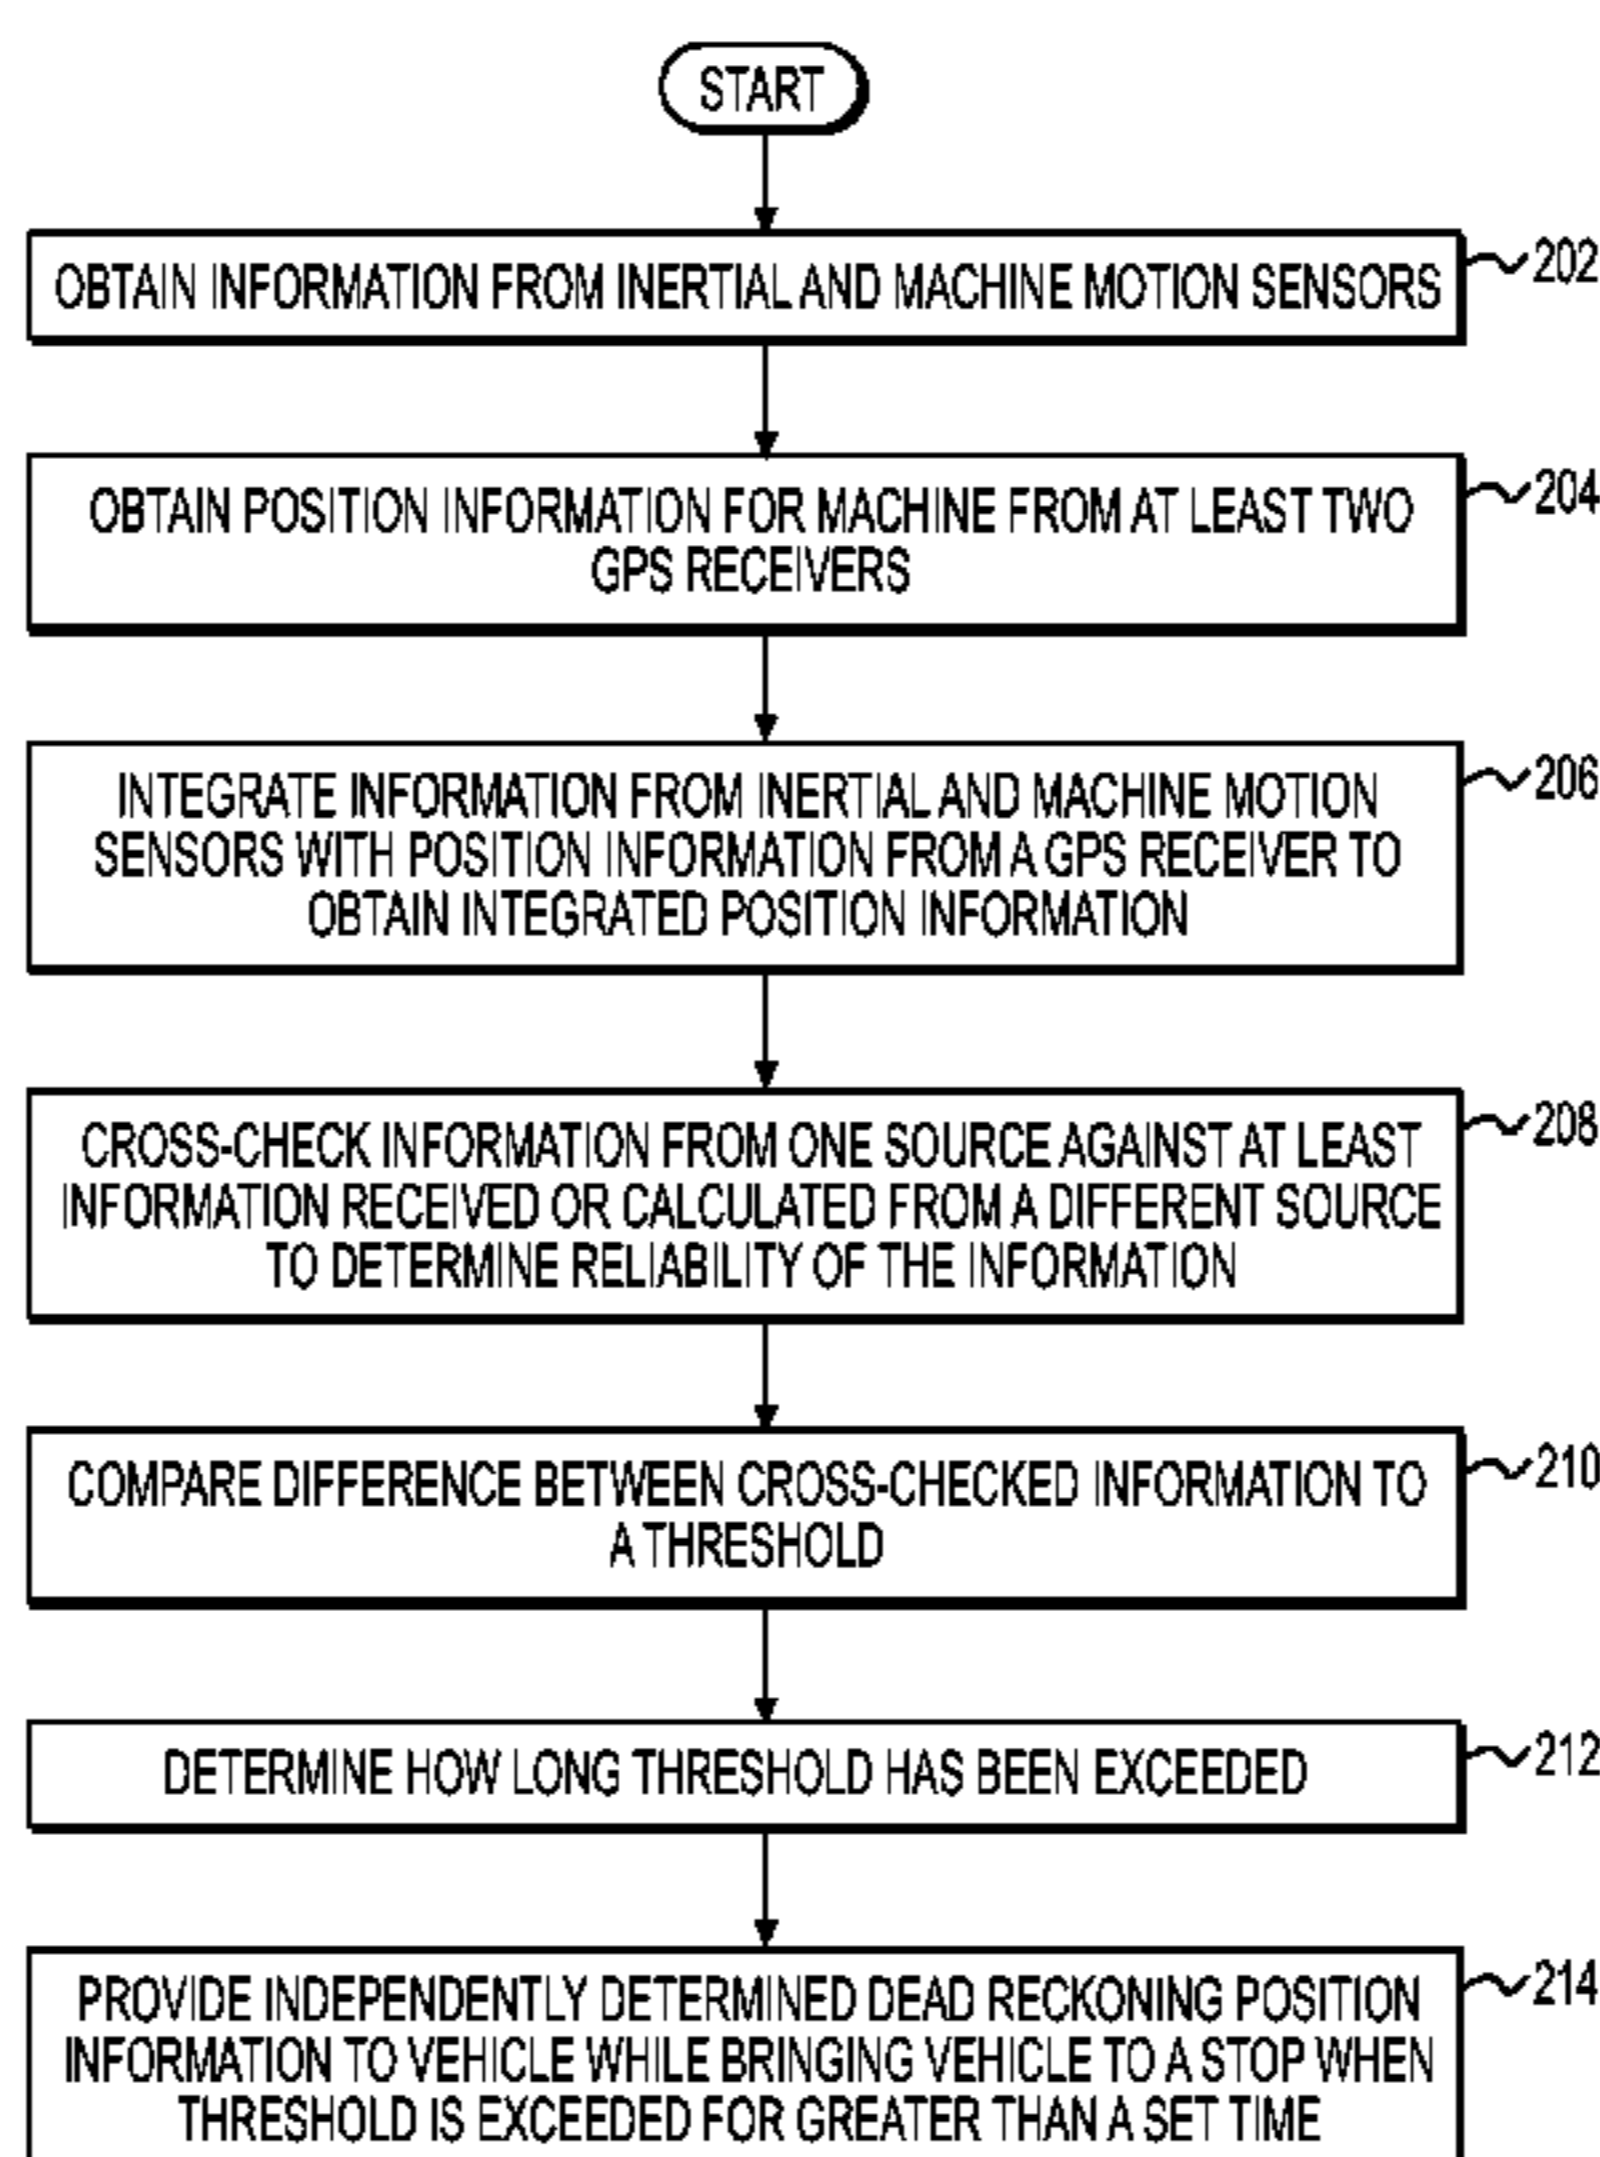 START
OBTAIN INFORMATION FROM INERTIAL AND MACHINE MOTION SENSORS
202
OBTAIN POSITION INFORMATION FOR MACHINE FROM AT LEAST TWO
GPS RECEIVERS
204
INTEGRATE INFORMATION FROM INERTIAL AND MACHINE MOTION
SENSORS WITH POSITION INFORMATION FROM A GPS RECEIVER TO
OBTAIN INTEGRATED POSITION INFORMATION
206
CROSS-CHECK INFORMATION FROM ONE SOURCE AGAINST AT LEAST
INFORMATION RECEIVED OR CALCULATED FROM A DIFFERENT SOURCE
TO DETERMINE RELIABILITY OF THE INFORMATION
208
COMPARE DIFFERENCE BETWEEN CROSS-CHECKED INFORMATION TO
A THRESHOLD
210
DETERMINE HOW LONG THRESHOLD HAS BEEN EXCEEDED
212
PROVIDE INDEPENDENTLY DETERMINED DEAD RECKONING POSITION
INFORMATION TO VEHICLE WHILE BRINGING VEHICLE TO A STOP WHEN
THRESHOLD IS EXCEEDED FOR GREATER THAN A SET TIME
214